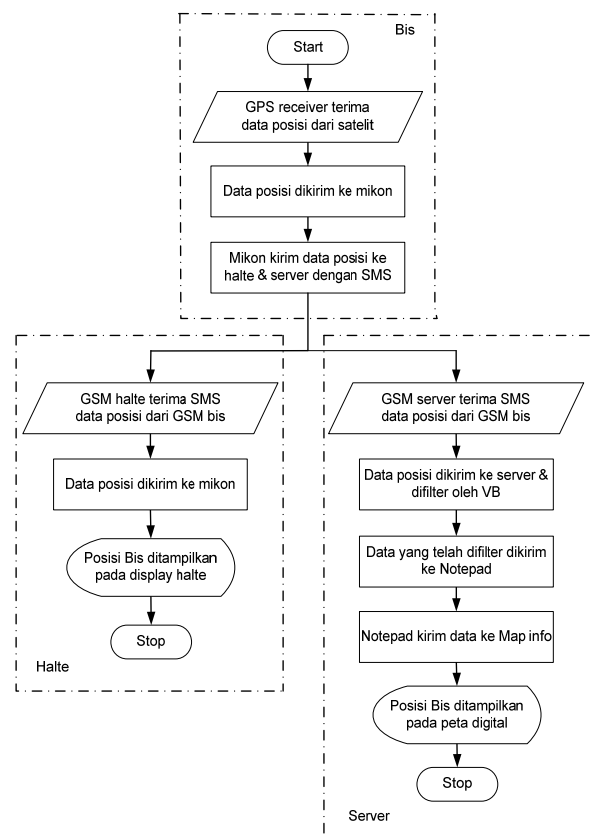 Bis
Start
GPS receiver terima
data posisi dari satelit
Data posisi dikirim ke mikon
Mikon kirim data posisi ke
halte & server dengan SMS
GSM halte terima SMS
data posisi dari GSM bis
Data posisi dikirim ke mikon
Posisi Bis ditampilkan
pada display halte
Stop
Halte
GSM server terima SMS
data posisi dari GSM bis
Data posisi dikirim ke server &
difilter oleh VB
Data yang telah difilter dikirim
ke Notepad
Notepad kirim data ke Map info
Posisi Bis ditampilkan
pada peta digital
Stop
Server